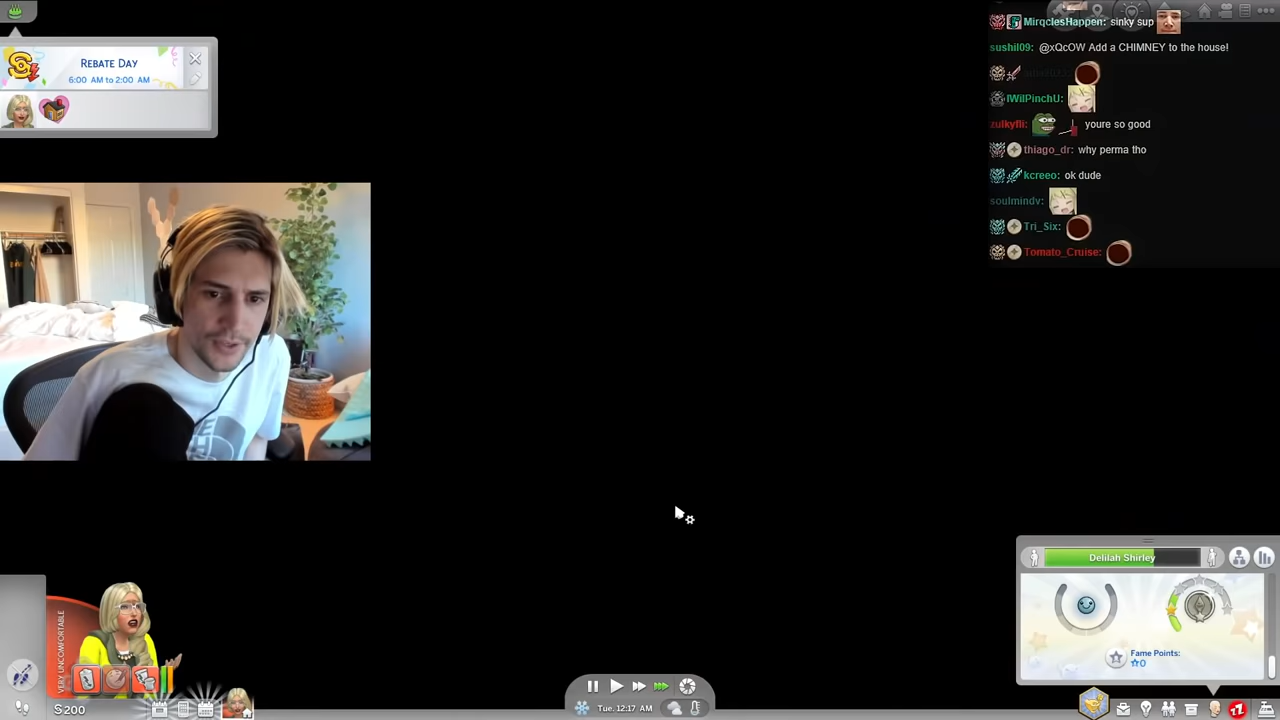 REBATE DAY
6:00 AM to 2:00 AM
MirqclesHappen: sinky sup
sushil09: @xQcOW Add a CHIMNEY to the house!
IWilPinchU:
zulkyfli: youre so good
thiago_dr: why perma tho
kcreeo: ok dude
soulmindv:
Tri_Six:
Tomato_Cruise:
Delilah Shirley
Fame Points:
0
VERY UNCOMFORTABLE
S200
Tue. 12:17 AM